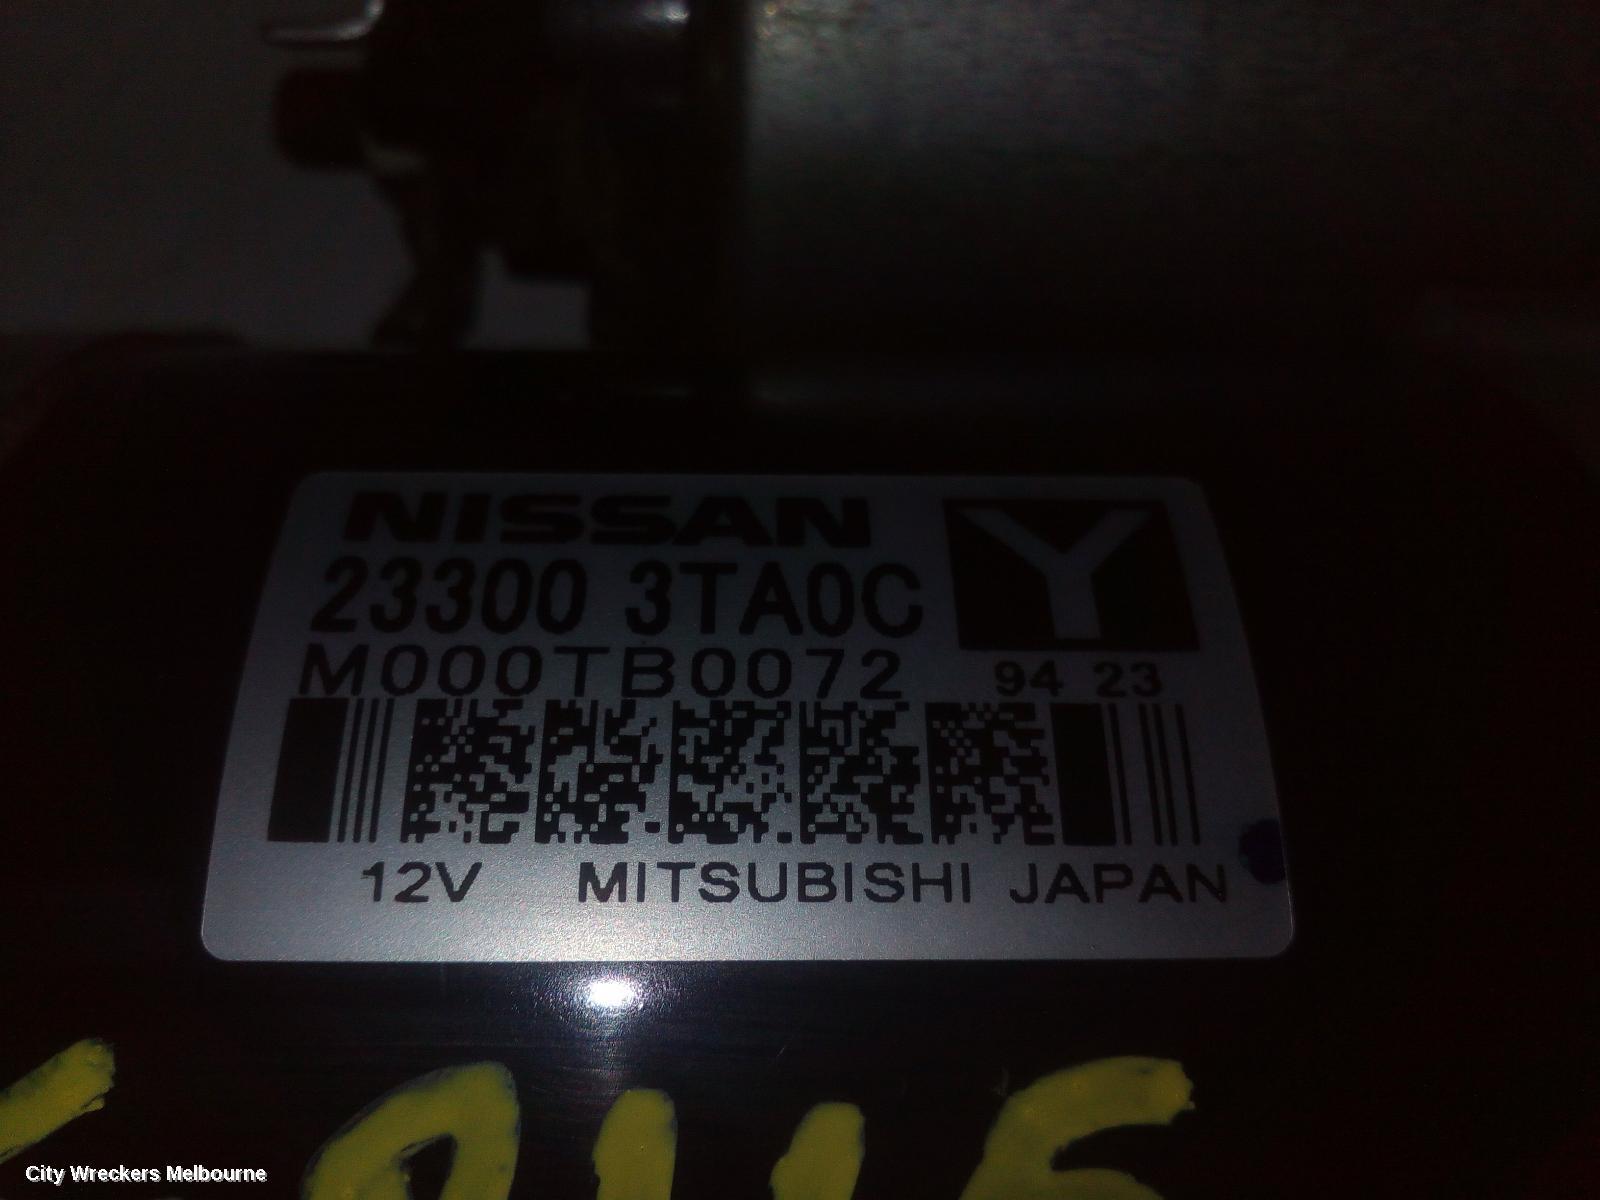 NISSAN
Y
23300 3TA0C
M000TB0072
94 23
12V MITSUBISHI JAPAN
City Wreckers Melbourne